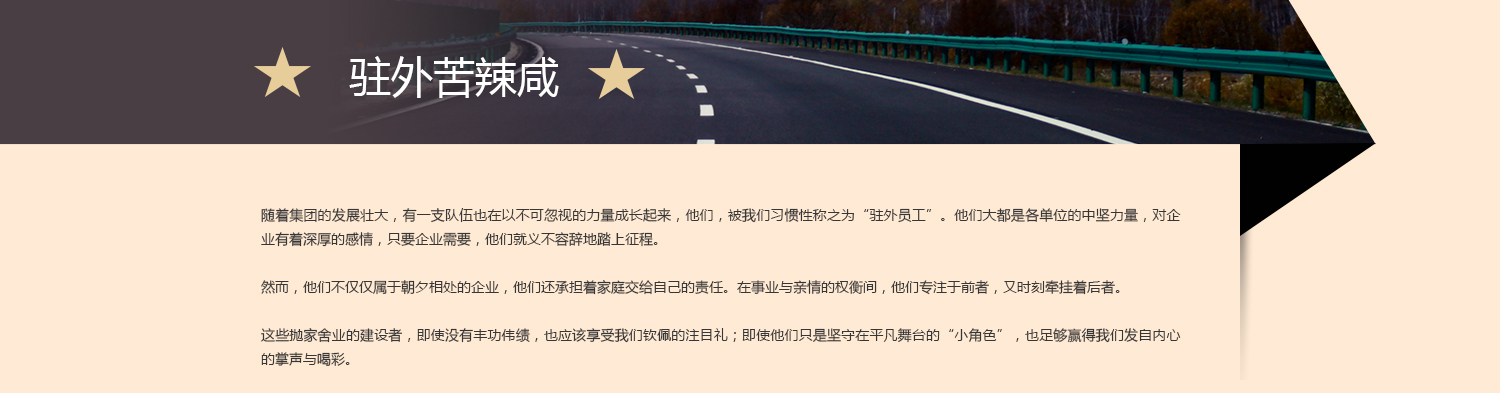 驻外苦辣咸
随着集团的发展壮大，有一支队伍也在以不可忽视的力量成长起来，他们，被我们习惯性称之为“驻外员工”。他们大都是各单位的中坚力量，对企
业有着深厚的感情，只要企业需要，他们就义不容辞地踏上征程。
然而，他们不仅仅属于朝夕相处的企业，他们还承担着家庭交给自己的责任。在事业与亲情的权衡间，他们专注于前者，又时刻牵挂着后者。
这些抛家舍业的建设者，即使没有丰功伟绩，也应该享受我们钦佩的注目礼；即使他们只是坚守在平凡舞台的“小角色”，也足够赢得我们发自内心
的掌声与喝彩。